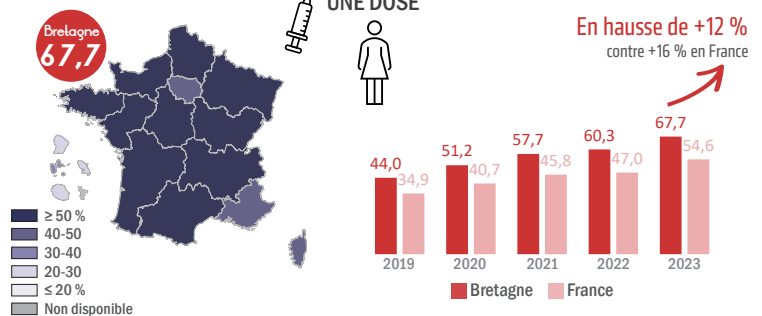 UNE DOSE
Bretagne
67,7
En hausse de +12 %
contre +16 % en France
44,0
34,9
51,2
40,7
57,7
45,8
60,3
47,0
67,7
54,6
2019
2020
2021
2022
2023
Bretagne
France
≥ 50 %
40-50
30-40
20-30
≤ 20 %
Non disponible